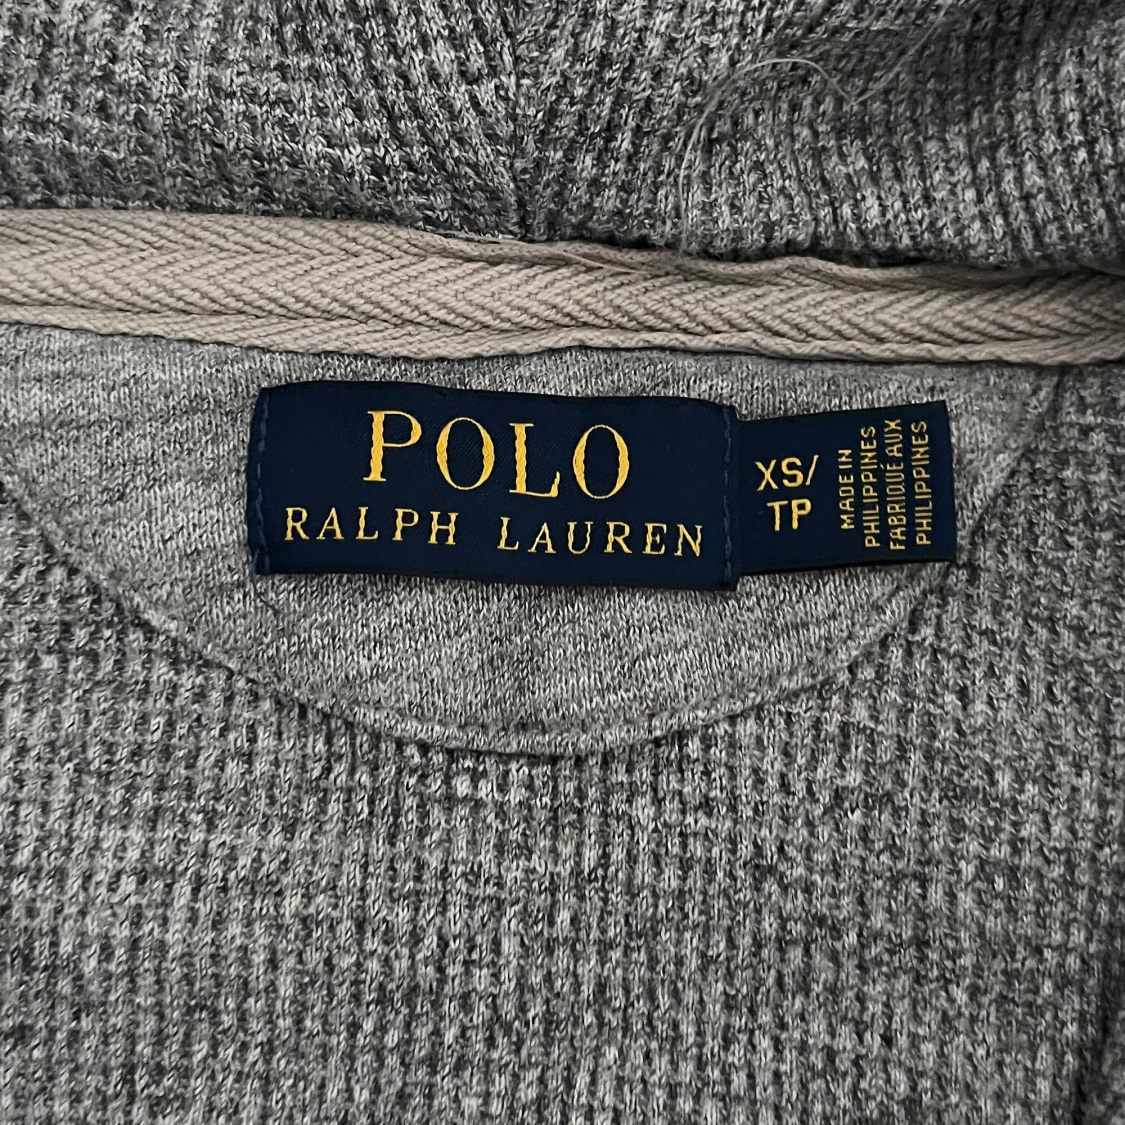 POLO
RALPH LAUREN
XS/
TP
MADE IN
PHILIPPINES
FABRIQUÉ AUX
PHILIPPINES